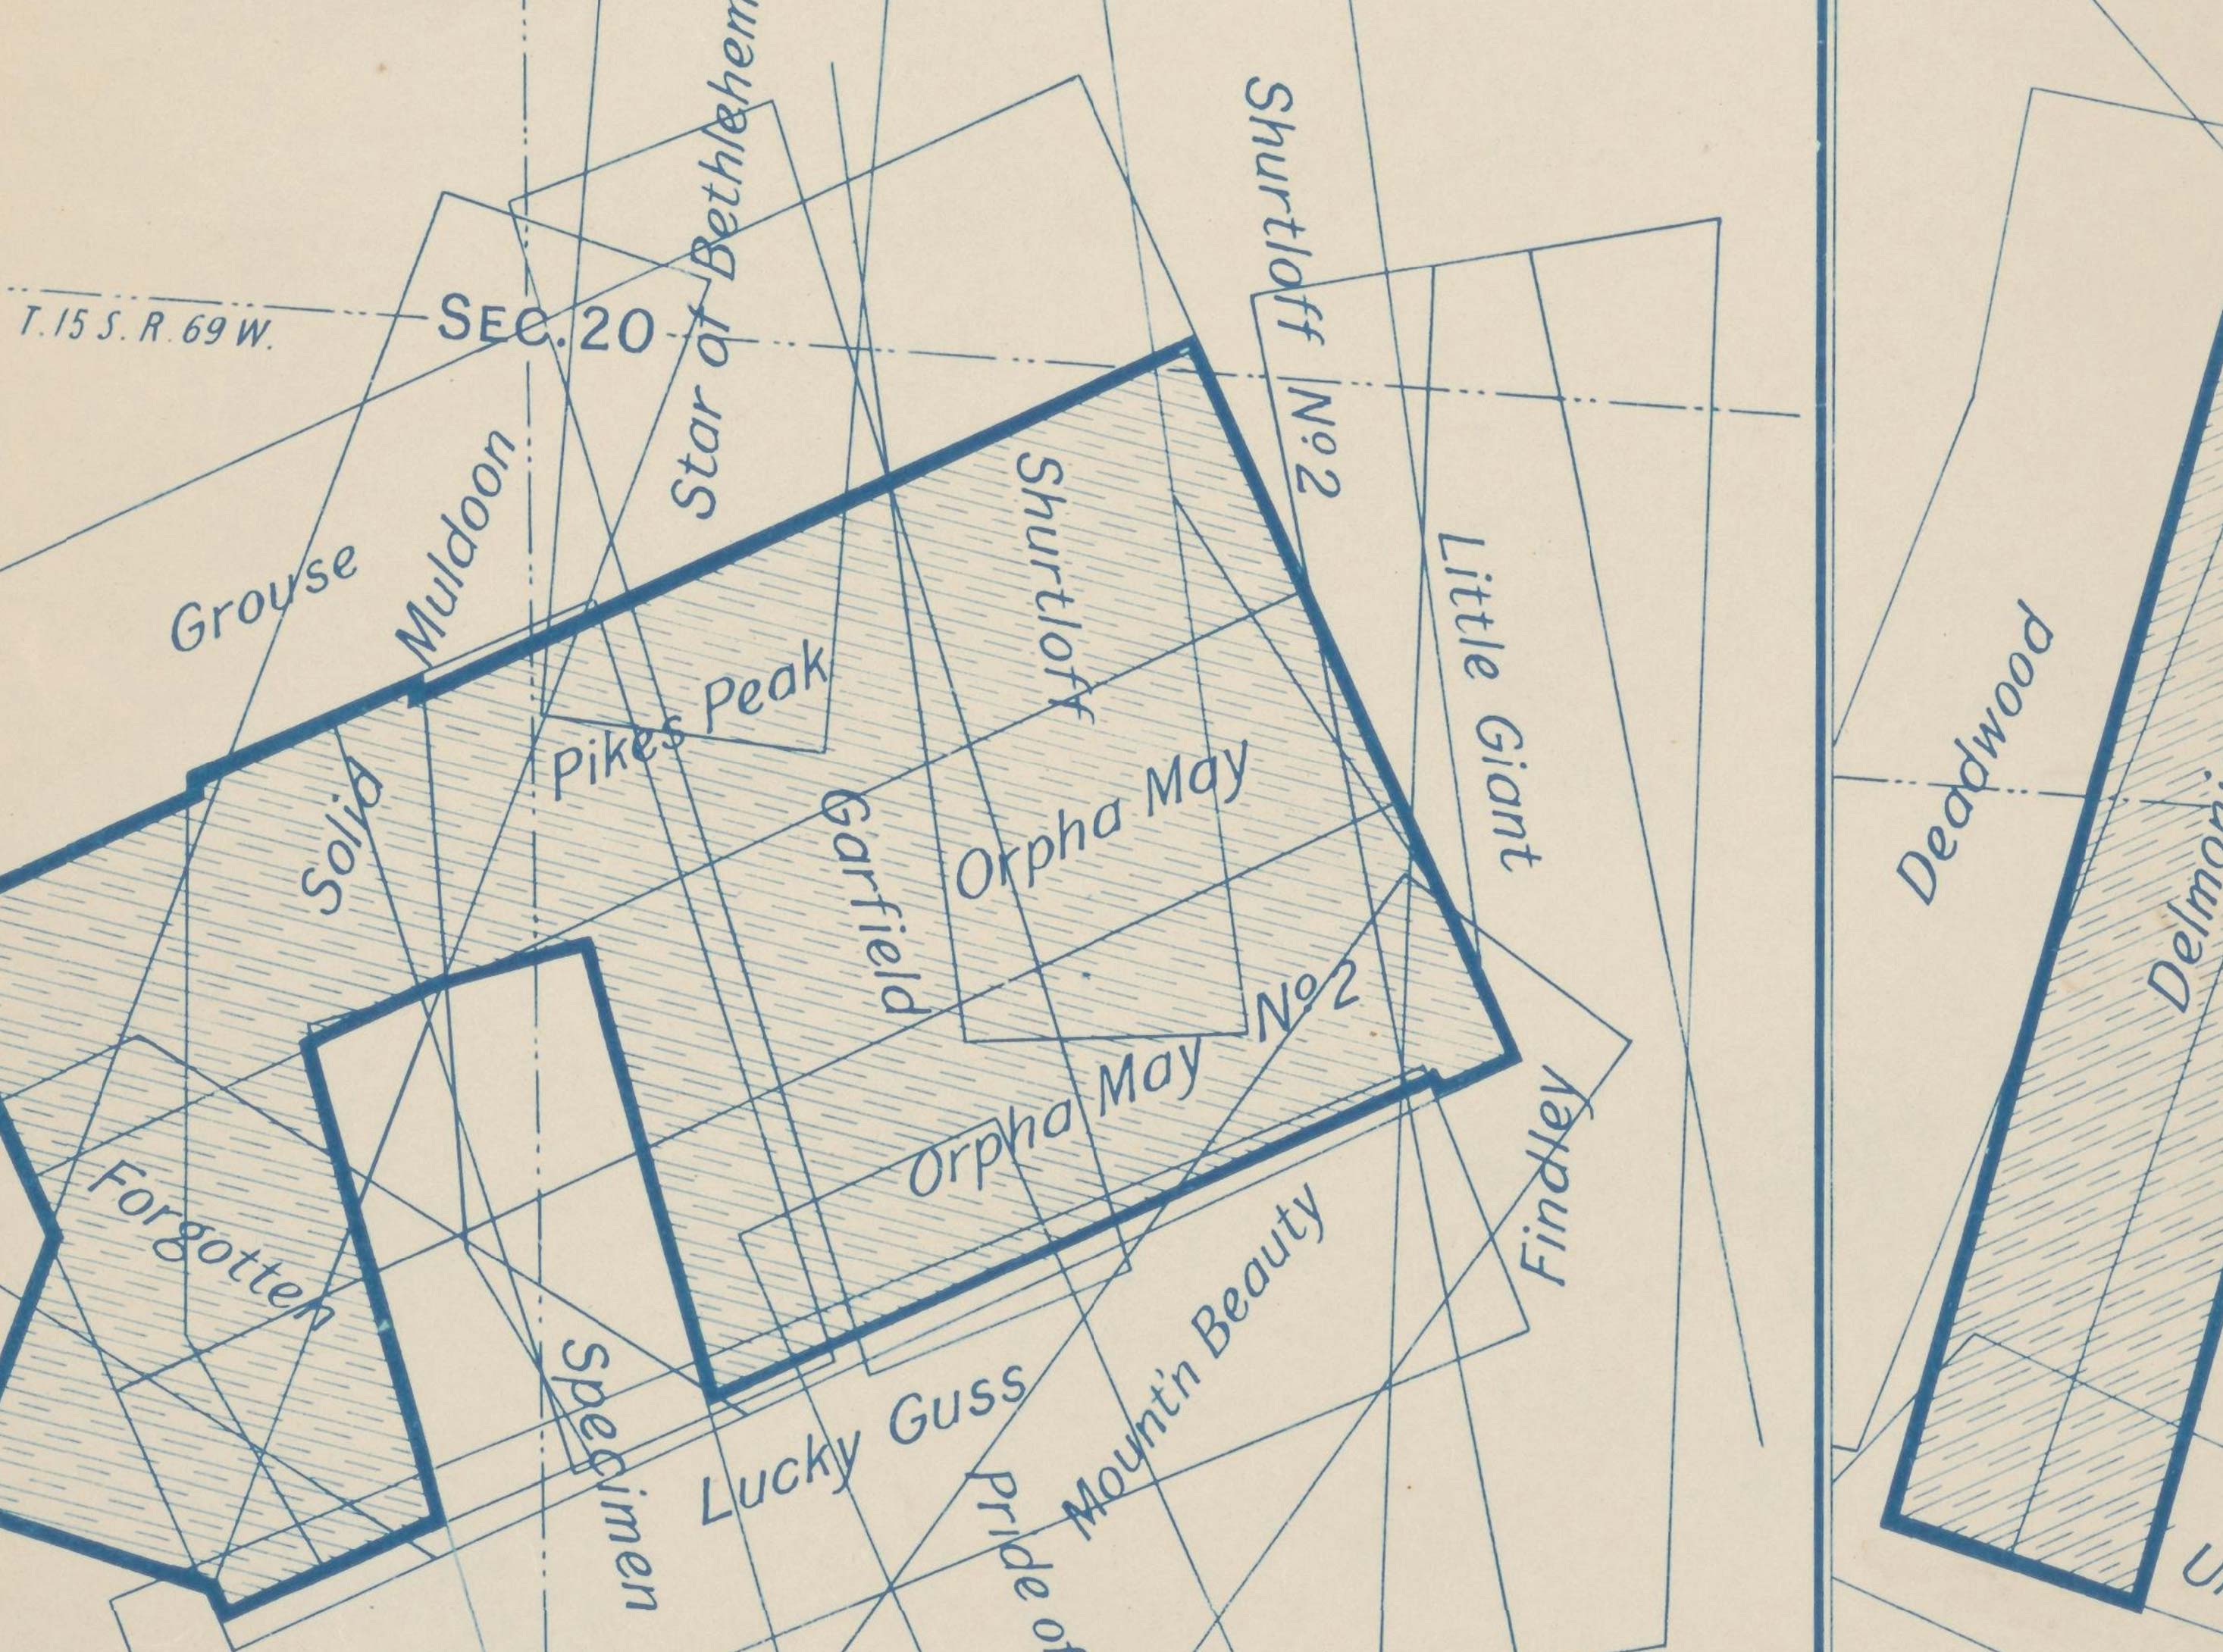 Star of Bethlehem
Shurtloff No. 2
T. 15 S. R. 69 W.
SEC. 20
Muldoon
Grouse
Shurtloff
Little Giant
Pikes Peak
Solid
Garfield
Orpha May
Deadwood
Orpha May No. 2
Forgotten
Findley
Mount'n Beauty
Specimen
Lucky Guss
Pride of